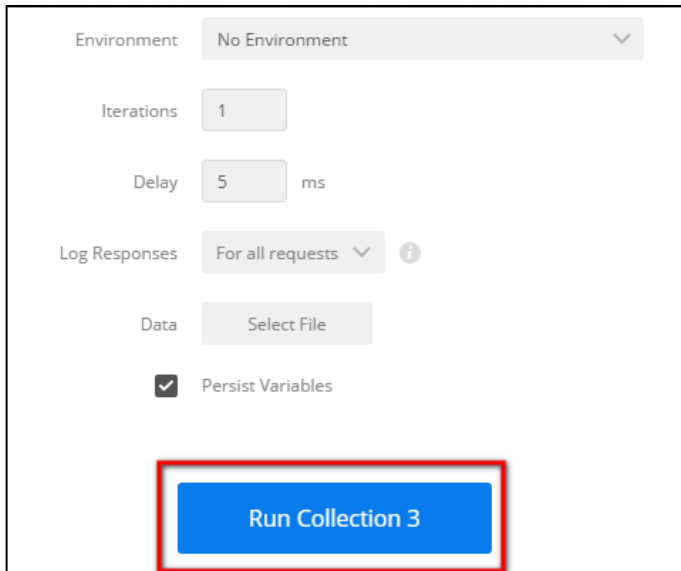 Environment No Environment
Iterations 1
Delay 5 ms
Log Responses For all requests
Data Select File
Persist Variables
Run Collection 3